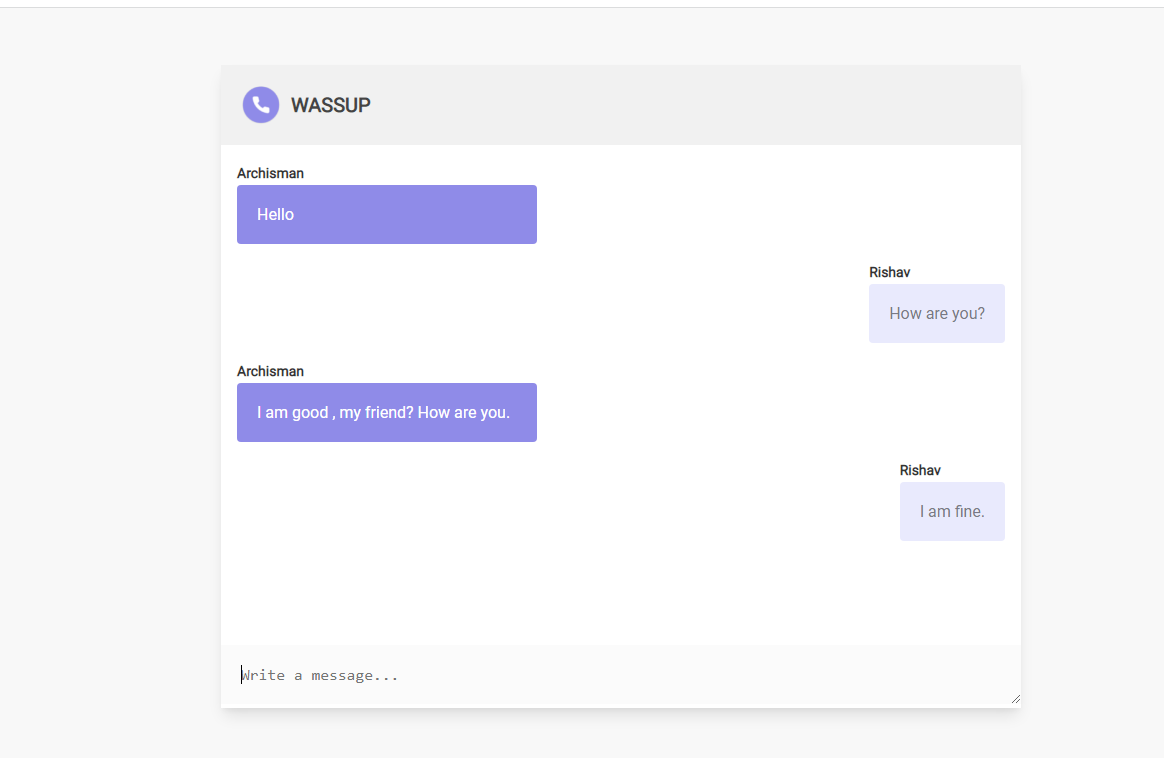 WASSUP
Archisman
Hello
Rishav
How are you?
Archisman
I am good , my friend? How are you.
Rishav
I am fine.
Write a message...